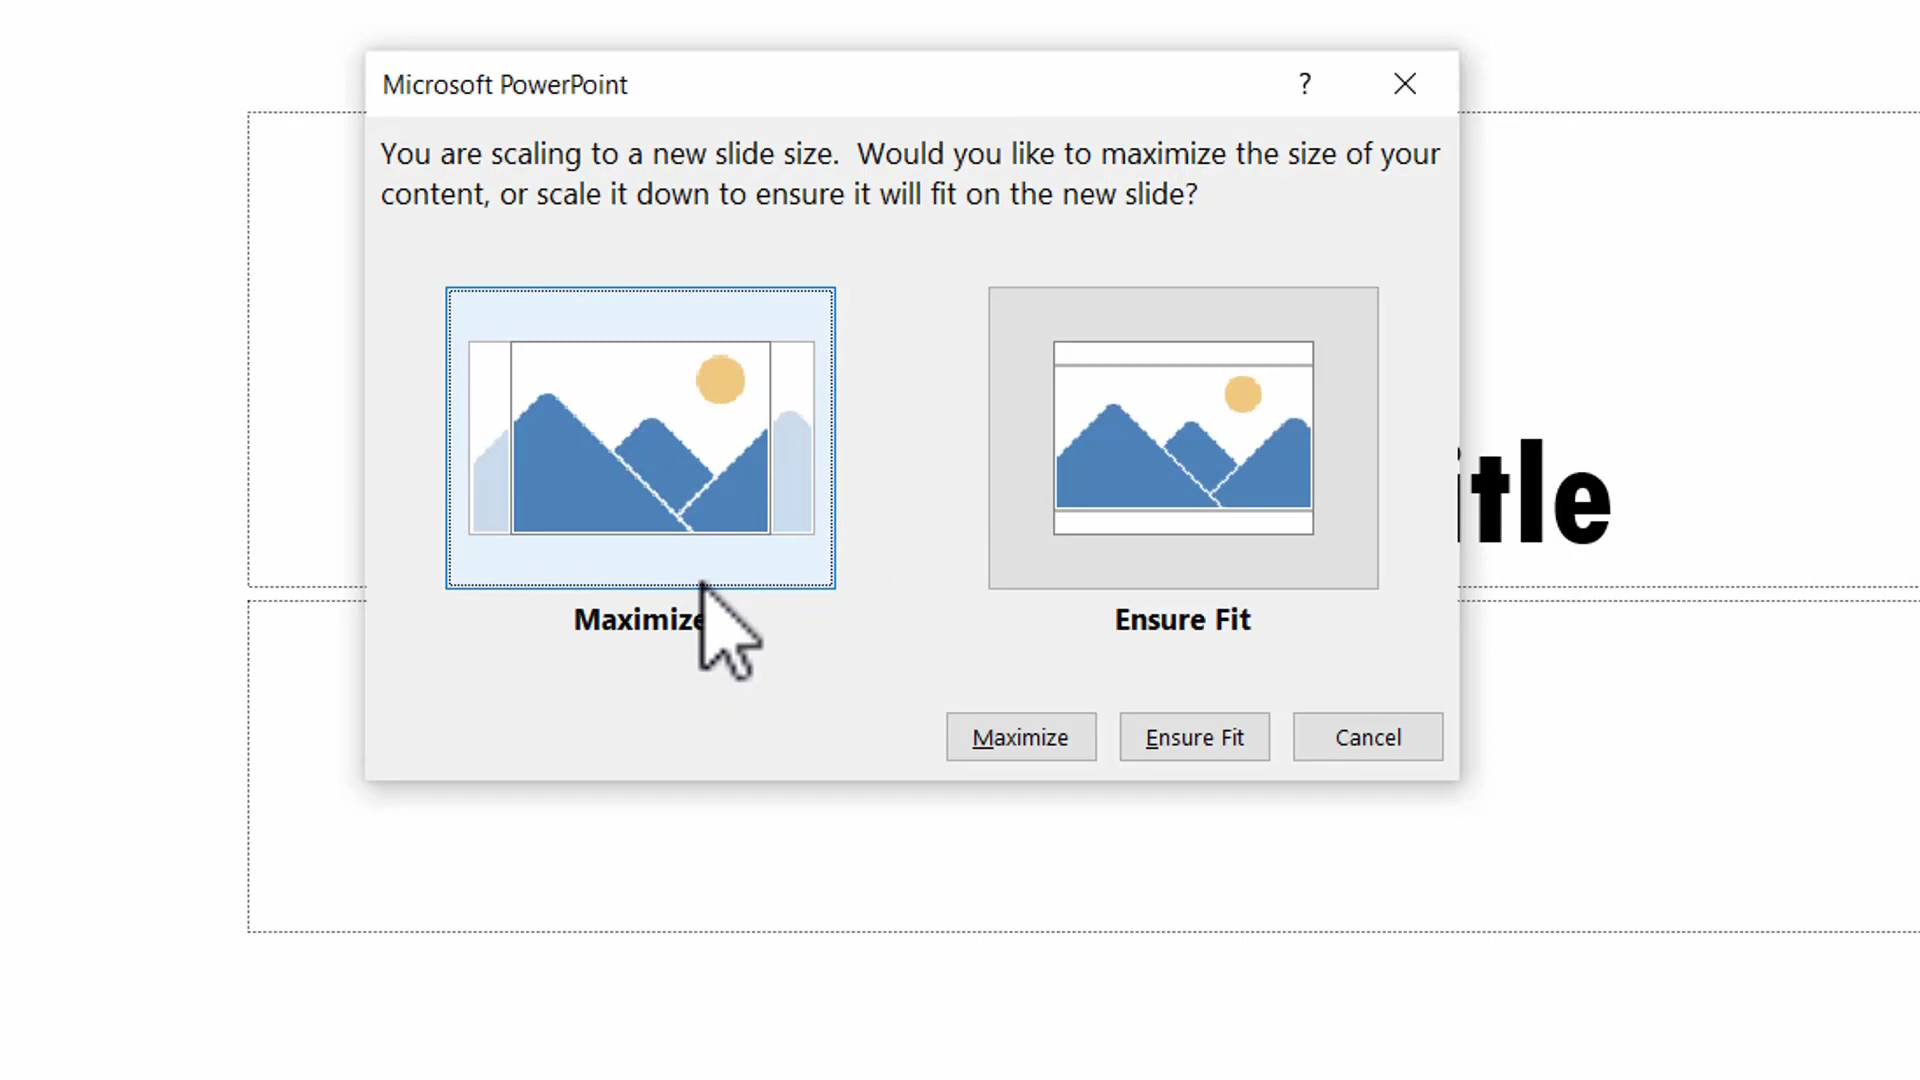 Microsoft PowerPoint
?
You are scaling to a new slide size.  Would you like to maximize the size of your
content, or scale it down to ensure it will fit on the new slide?
itle
Maximize
Ensure Fit
Maximize
Ensure Fit
Cancel